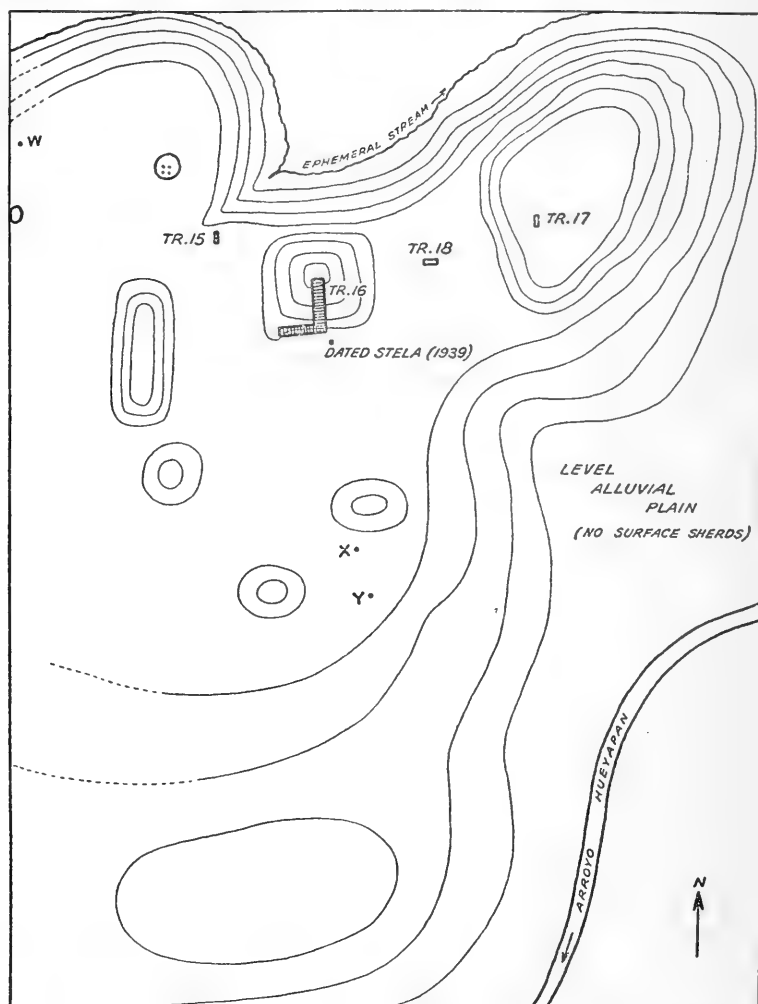 EPHEMERAL STREAM
W
TR.15
TR.18
TR.17
TR.16
DATED STELA (1939)
LEVEL
ALLUVIAL
PLAIN
(NO SURFACE SHERDS)
X
Y
ARROYO HUEYAPAN
N